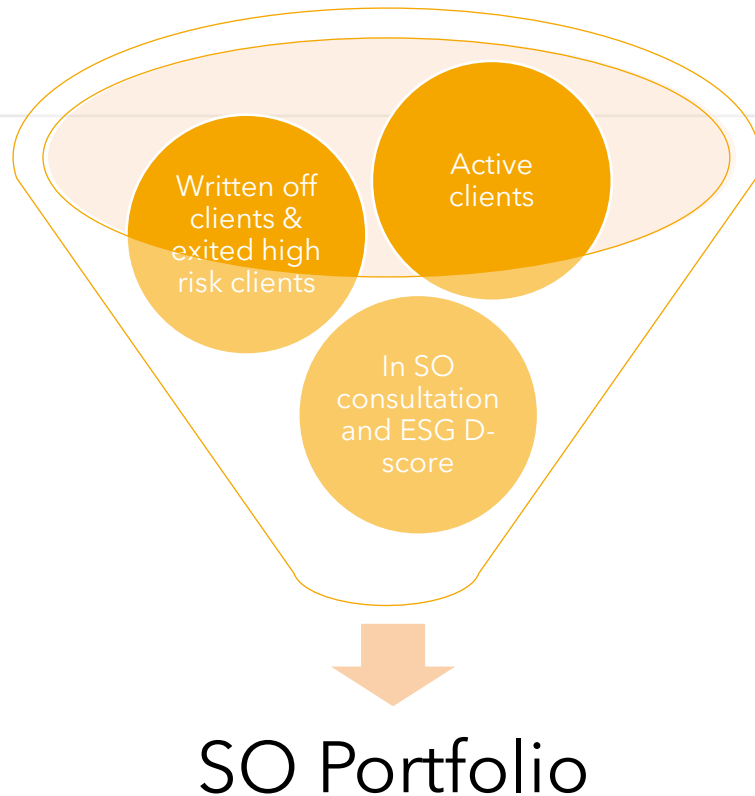 Written off
clients &
exited high
risk clients
Active
clients
In SO
consultation
and ESG D-
score
SO Portfolio